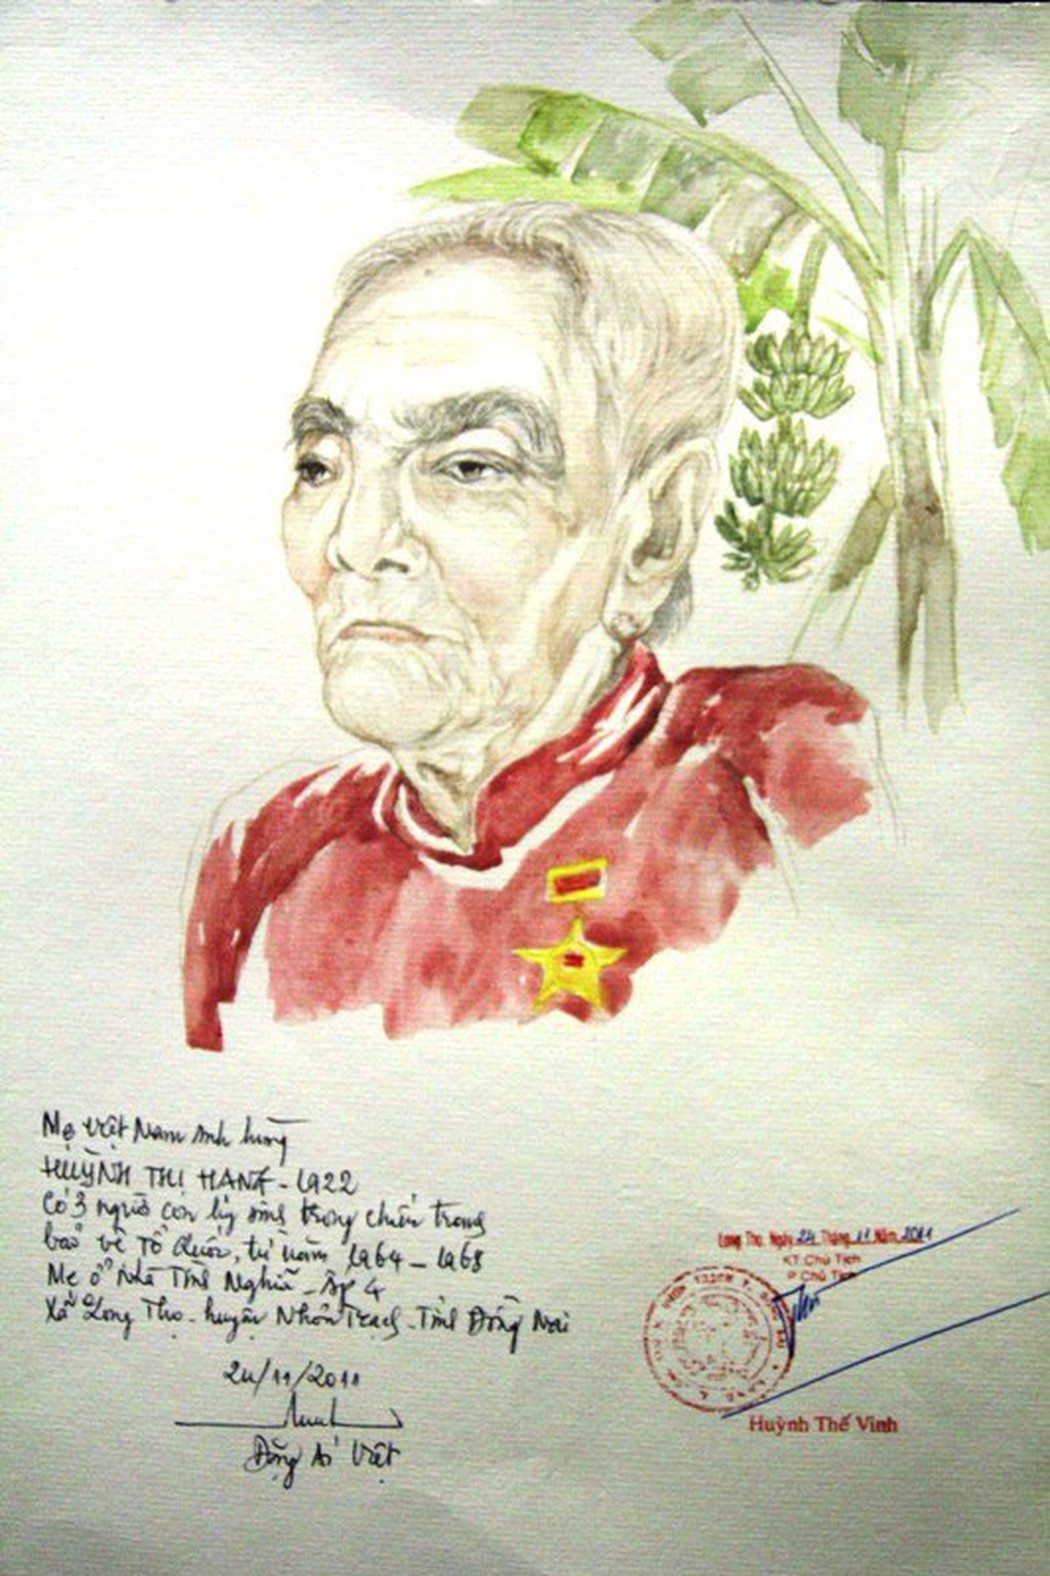 Mẹ Việt Nam anh hùng
HUỲNH THỊ HANG - 1922
Có 3 người con hy sinh trong chiến trang
bảo vệ Tổ Quốc, từ năm 1964 - 1968
Mẹ ở nhà Tình Nghĩa - ấp 4
Xã Long Thọ - huyện Nhơn Trạch - Tỉnh Đồng Nai
24/11/2011
Đặng Ái Việt
Long Thọ, Ngày 24 Tháng 11 Năm 2011
KT Chủ Tịch
P Chủ Tịch
Huỳnh Thế Vinh